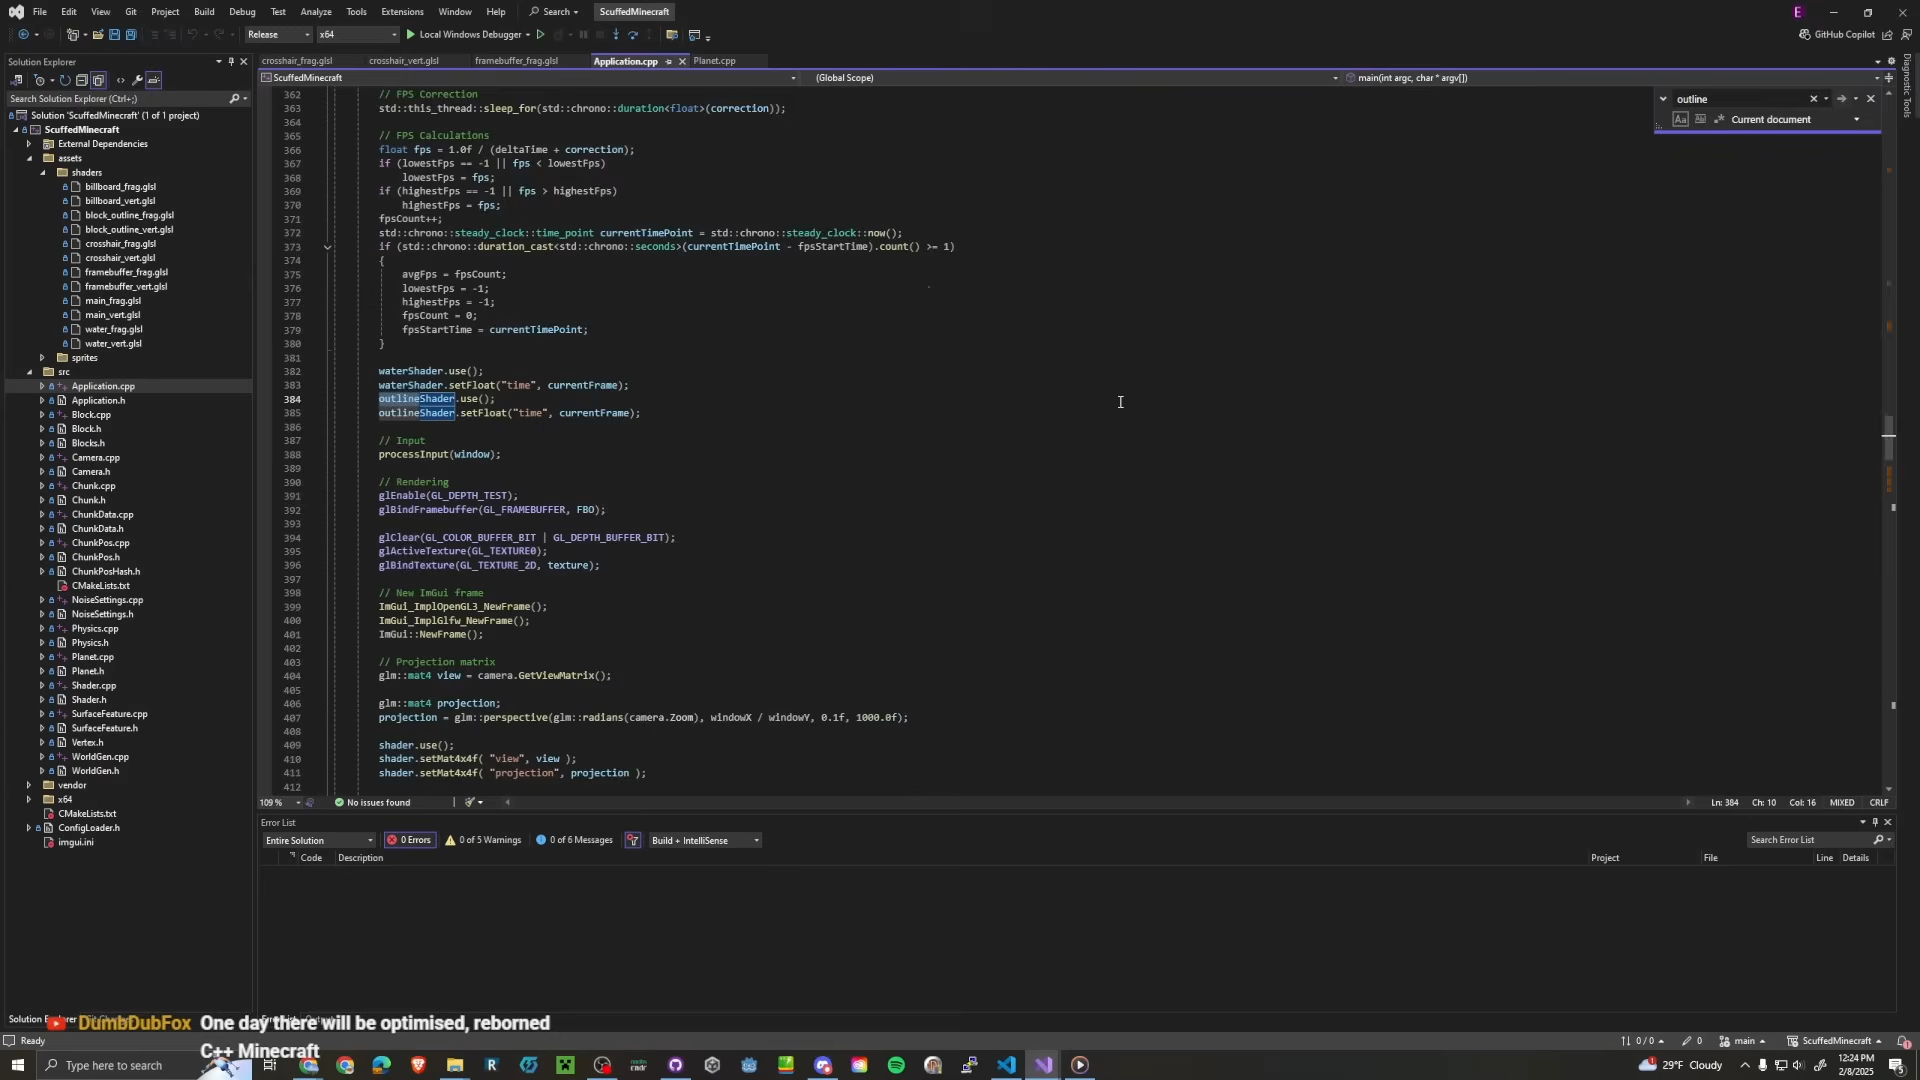 File Edit View Git Project Build Debug Test Analyze Tools Extensions Window Help Search ScuffedMinecraft
Release x64 Local Windows Debugger GitHub Copilot
Solution Explorer
Search Solution Explorer (Ctrl+;)
Solution 'ScuffedMinecraft' (1 of 1 project)
ScuffedMinecraft
External Dependencies
assets
shaders
billboard_frag.glsl
billboard_vert.glsl
block_outline_frag.glsl
block_outline_vert.glsl
crosshair_frag.glsl
crosshair_vert.glsl
framebuffer_frag.glsl
framebuffer_vert.glsl
main_frag.glsl
main_vert.glsl
water_frag.glsl
water_vert.glsl
sprites
src
Application.cpp
Application.h
Block.cpp
Block.h
Blocks.h
Camera.cpp
Camera.h
Chunk.cpp
Chunk.h
ChunkData.cpp
ChunkData.h
ChunkPos.cpp
ChunkPos.h
ChunkPosHash.h
CMakeLists.txt
NoiseSettings.cpp
NoiseSettings.h
Physics.cpp
Physics.h
Planet.cpp
Planet.h
Shader.cpp
Shader.h
SurfaceFeature.cpp
SurfaceFeature.h
Vertex.h
WorldGen.cpp
WorldGen.h
vendor
x64
CMakeLists.txt
ConfigLoader.h
imgui.ini
crosshair_frag.glsl crosshair_vert.glsl framebuffer_frag.glsl Application.cpp Planet.cpp
ScuffedMinecraft (Global Scope) main(int argc, char * argv[])
outline
Aa Current document
Diagnostic Tools
362 // FPS Correction
363 std::this_thread::sleep_for(std::chrono::duration<float>(correction));
364
365 // FPS Calculations
366 float fps = 1.0f / (deltaTime + correction);
367 if (lowestFps == -1 || fps < lowestFps)
368 lowestFps = fps;
369 if (highestFps == -1 || fps > highestFps)
370 highestFps = fps;
371 fpsCount++;
372 std::chrono::steady_clock::time_point currentTimePoint = std::chrono::steady_clock::now();
373 if (std::chrono::duration_cast<std::chrono::seconds>(currentTimePoint - fpsStartTime).count() >= 1)
374 {
375 avgFps = fpsCount;
376 lowestFps = -1;
377 highestFps = -1;
378 fpsCount = 0;
379 fpsStartTime = currentTimePoint;
380 }
381
382 waterShader.use();
383 waterShader.setFloat("time", currentFrame);
384 outlineShader.use();
385 outlineShader.setFloat("time", currentFrame);
386
387 // Input
388 processInput(window);
389
390 // Rendering
391 glEnable(GL_DEPTH_TEST);
392 glBindFramebuffer(GL_FRAMEBUFFER, FBO);
393
394 glClear(GL_COLOR_BUFFER_BIT | GL_DEPTH_BUFFER_BIT);
395 glActiveTexture(GL_TEXTURE0);
396 glBindTexture(GL_TEXTURE_2D, texture);
397
398 // New ImGui frame
399 ImGui_ImplOpenGL3_NewFrame();
400 ImGui_ImplGlfw_NewFrame();
401 ImGui::NewFrame();
402
403 // Projection matrix
404 glm::mat4 view = camera.GetViewMatrix();
405
406 glm::mat4 projection;
407 projection = glm::perspective(glm::radians(camera.Zoom), windowX / windowY, 0.1f, 1000.0f);
408
409 shader.use();
410 shader.setMat4x4f( "view", view );
411 shader.setMat4x4f( "projection", projection );
412
109 % No issues found Ln: 384 Ch: 10 Col: 16 MIXED CRLF
Error List
Entire Solution 0 Errors 0 of 5 Warnings 0 of 6 Messages Build + IntelliSense Search Error List
Code Description Project File Line Details
Solution
DumbDubFox One day there will be optimised, reborned
C++ Minecraft
Ready 0 / 0 0 main ScuffedMinecraft
Type here to search 29°F Cloudy 12:24 PM
2/8/2025